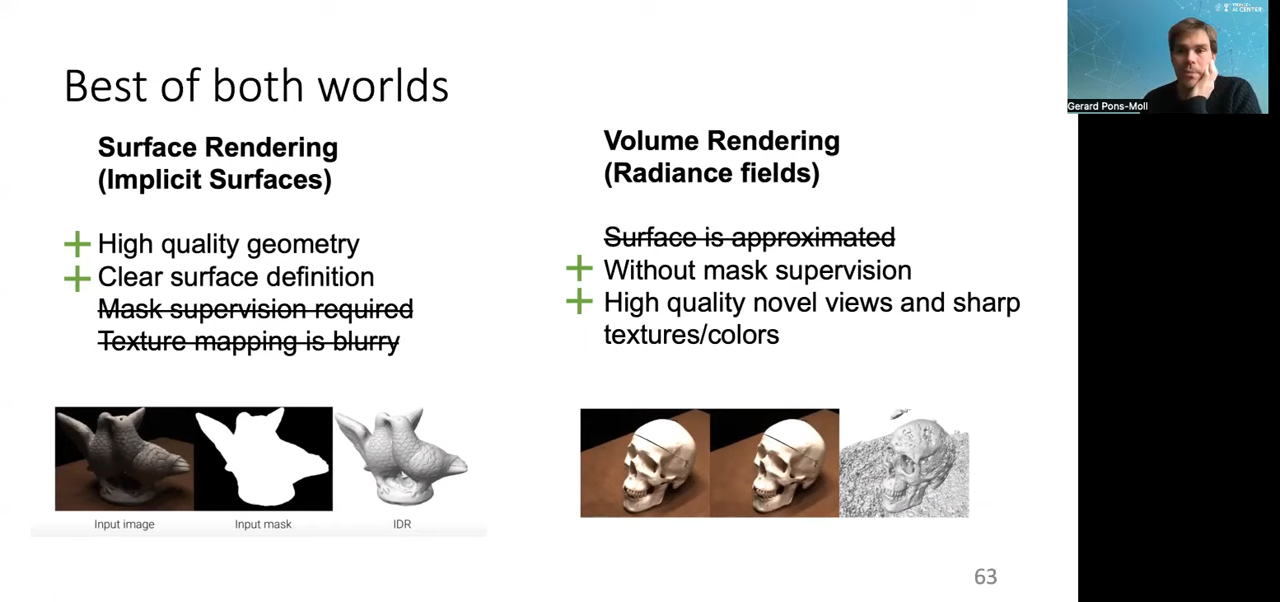 Best of both worlds
Surface Rendering
(Implicit Surfaces)
High quality geometry
Clear surface definition
Mask supervision required
Texture mapping is blurry
Input image
Input mask
IDR
Volume Rendering
(Radiance fields)
Surface is approximated
Without mask supervision
High quality novel views and sharp
textures/colors
63
AI CENTER
Gerard Pons-Moll